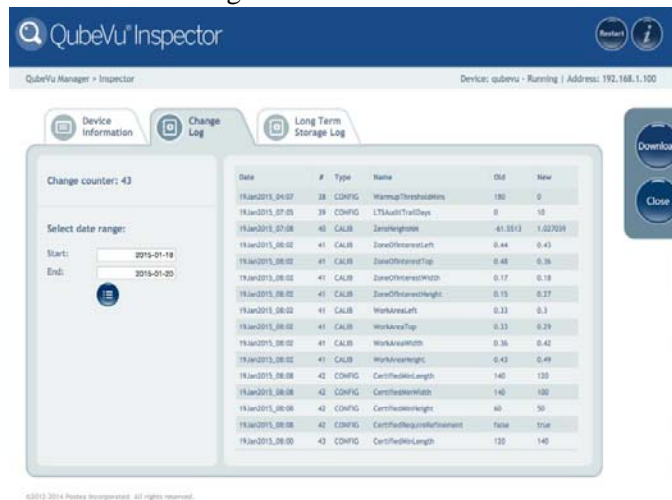 QubeVu Inspector
Restart
i
QubeVu Manager > Inspector
Device: qubevu - Running | Address: 192.168.1.100
Device Information
Change Log
Long Term Storage Log
Downloa
Close
Change counter: 43
Select date range:
Start: 2015-01-18
End: 2015-01-20
Date # Type Name Old New
19Jan2015_04:07 38 CONFIG WarmupThresholdMins 180 0
19Jan2015_07:05 39 CONFIG LTSAuditTrailDays 0 10
19Jan2015_07:08 40 CALIB ZeroHeightMM -61.5513 1.027039
19Jan2015_08:02 41 CALIB ZoneOfInterestLeft 0.44 0.43
19Jan2015_08:02 41 CALIB ZoneOfInterestTop 0.48 0.36
19Jan2015_08:02 41 CALIB ZoneOfInterestWidth 0.17 0.18
19Jan2015_08:02 41 CALIB ZoneOfInterestHeight 0.15 0.27
19Jan2015_08:02 41 CALIB WorkAreaLeft 0.33 0.3
19Jan2015_08:02 41 CALIB WorkAreaTop 0.33 0.29
19Jan2015_08:02 41 CALIB WorkAreaWidth 0.36 0.42
19Jan2015_08:02 41 CALIB WorkAreaHeight 0.43 0.49
19Jan2015_08:08 42 CONFIG CertifiedMinLength 140 120
19Jan2015_08:08 42 CONFIG CertifiedMinWidth 140 100
19Jan2015_08:08 42 CONFIG CertifiedMinHeight 60 50
19Jan2015_08:08 42 CONFIG CertifiedRequireRefinement false true
19Jan2015_08:00 43 CONFIG CertifiedMinLength 120 140
©2012-2014 Postea Incorporated. All rights reserved.